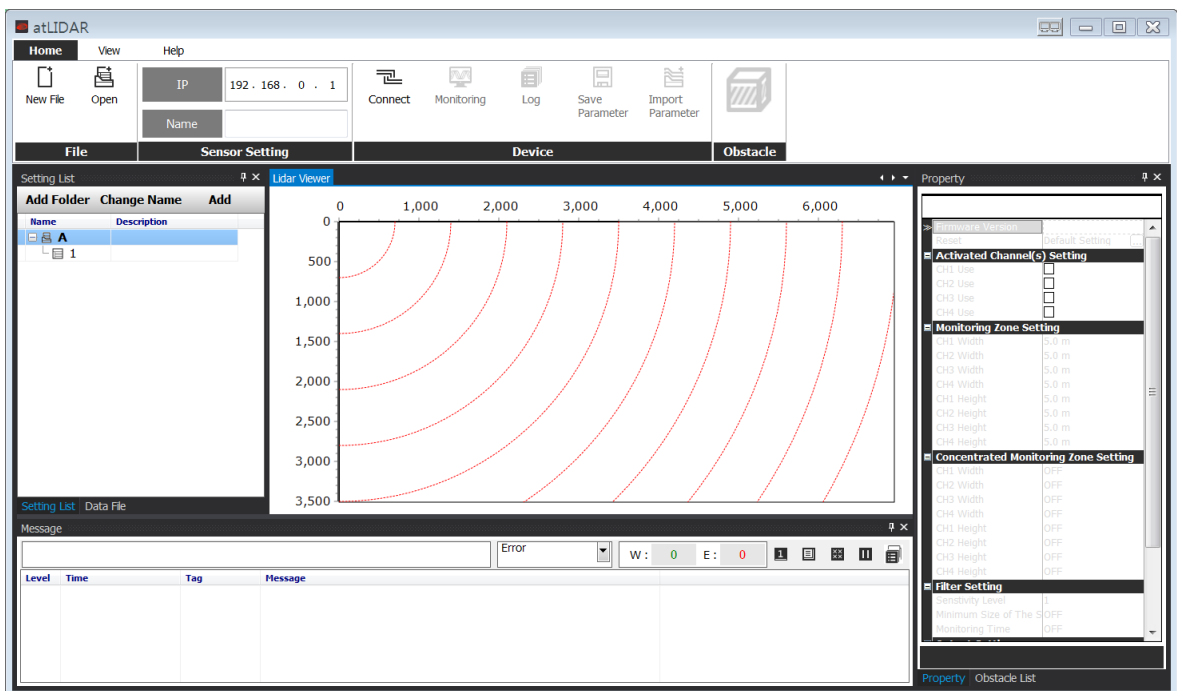 atLIDAR
Home View Help
New File Open IP 192 . 168 . 0 . 1 Connect Monitoring Log Save Parameter Import Parameter
Name
File Sensor Setting Device Obstacle
Setting List
Add Folder Change Name Add
Name Description
A
1
Setting List Data File
Lidar Viewer
0 1,000 2,000 3,000 4,000 5,000 6,000
0
500
1,000
1,500
2,000
2,500
3,000
3,500
Property
Firmware Version
Reset Default Setting ...
Activated Channel(s) Setting
CH1 Use
CH2 Use
CH3 Use
CH4 Use
Monitoring Zone Setting
CH1 Width 5.0 m
CH2 Width 5.0 m
CH3 Width 5.0 m
CH4 Width 5.0 m
CH1 Height 5.0 m
CH2 Height 5.0 m
CH3 Height 5.0 m
CH4 Height 5.0 m
Concentrated Monitoring Zone Setting
CH1 Width OFF
CH2 Width OFF
CH3 Width OFF
CH4 Width OFF
CH1 Height OFF
CH2 Height OFF
CH3 Height OFF
CH4 Height OFF
Filter Setting
Senstivity Level 1
Minimum Size of The S OFF
Monitoring Time OFF
Property Obstacle List
Message
Error W : 0 E : 0 1
Level Time Tag Message